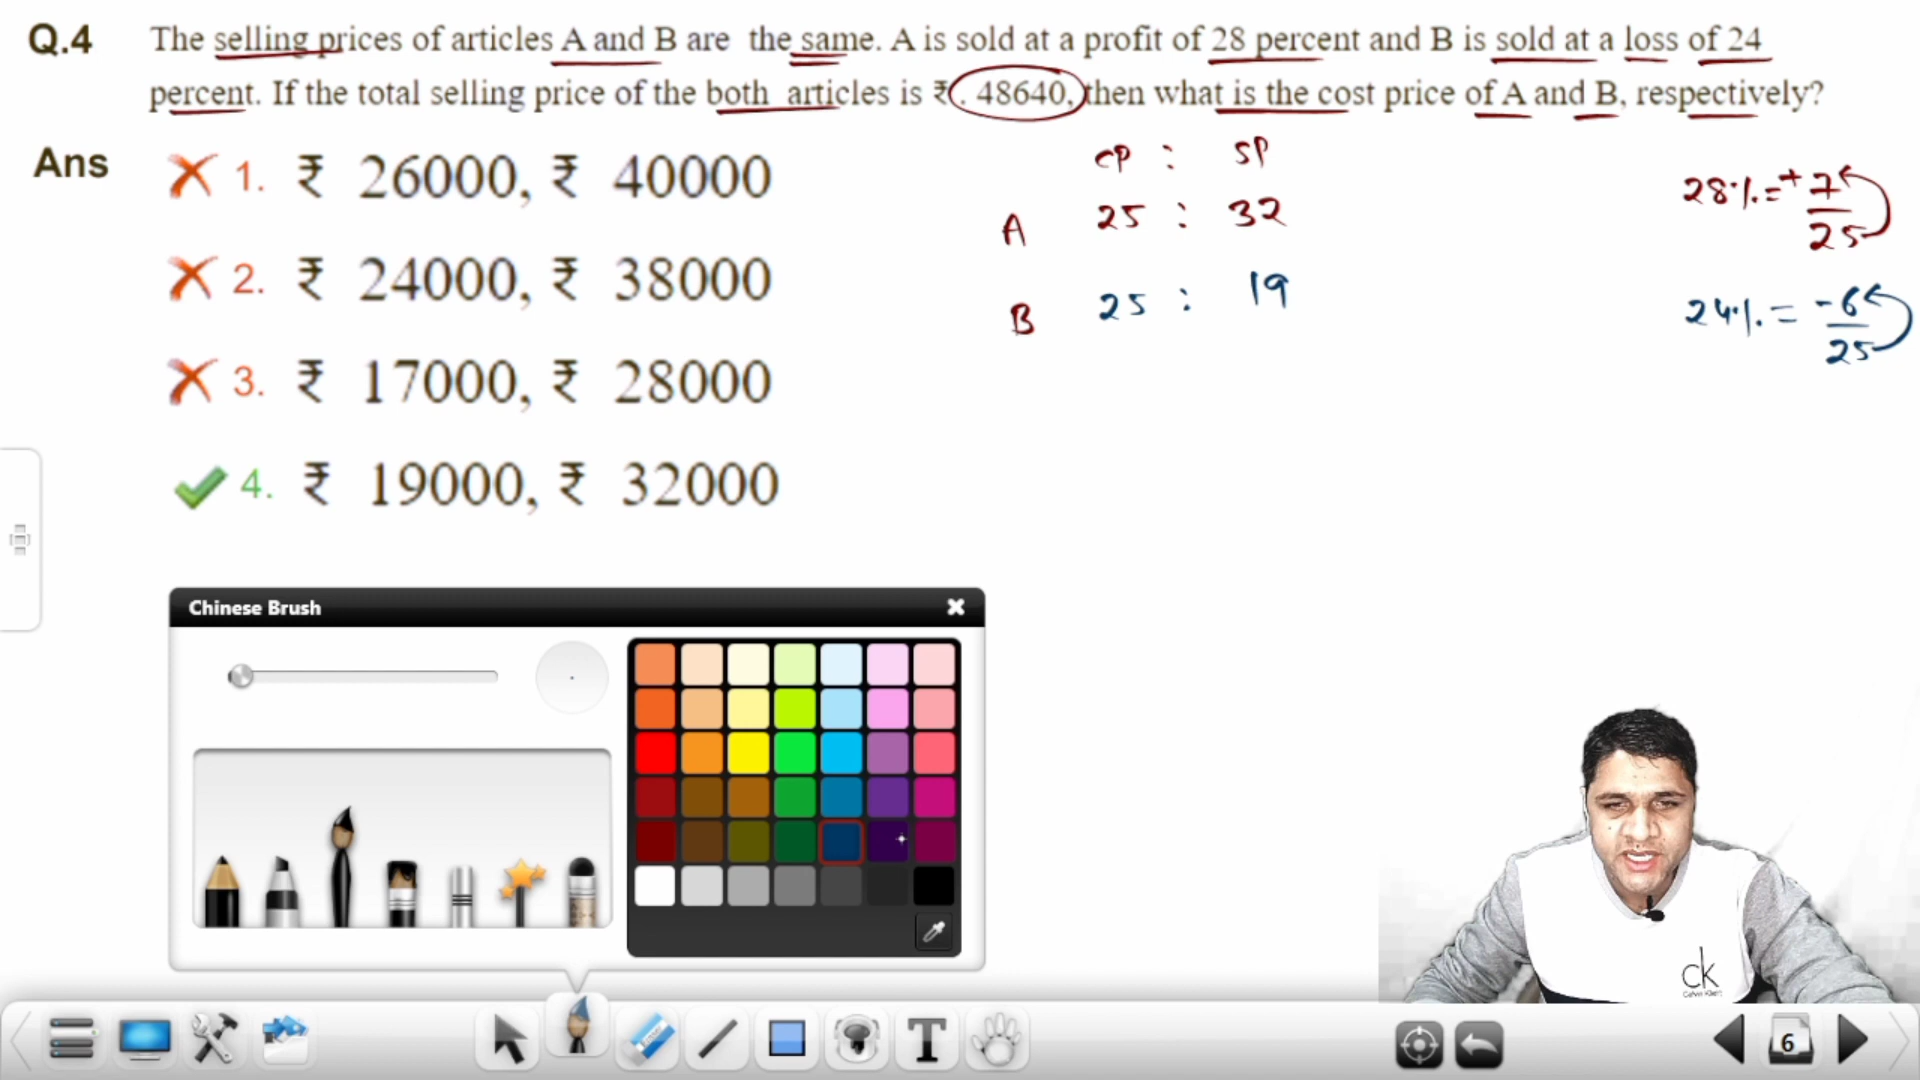 Q.4 The selling prices of articles A and B are the same. A is sold at a profit of 28 percent and B is sold at a loss of 24
percent. If the total selling price of the both articles is ₹. 48640, then what is the cost price of A and B, respectively?
Ans
1. ₹ 26000, ₹ 40000
2. ₹ 24000, ₹ 38000
3. ₹ 17000, ₹ 28000
4. ₹ 19000, ₹ 32000
CP : SP
A 25 : 32
B 25 : 19
28% = + 7/25
24% = -6/25
Chinese Brush
ck
Calvin Klein
T
6